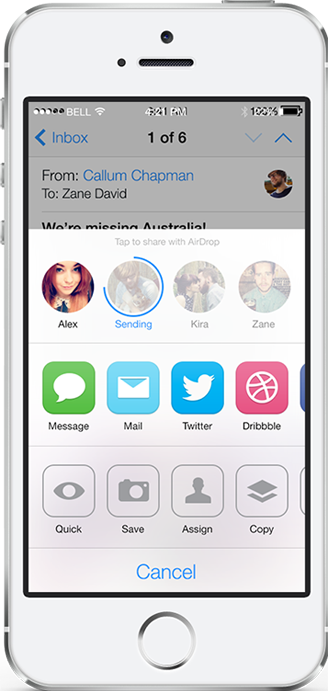 BELL 4:21 PM
Inbox 1 of 6
From: Callum Chapman
To: Zane David
We're missing Australia!
Tap to share with AirDrop
Alex Sending Kira Zane
Message Mail Twitter Dribbble
Quick Save Assign Copy
Cancel